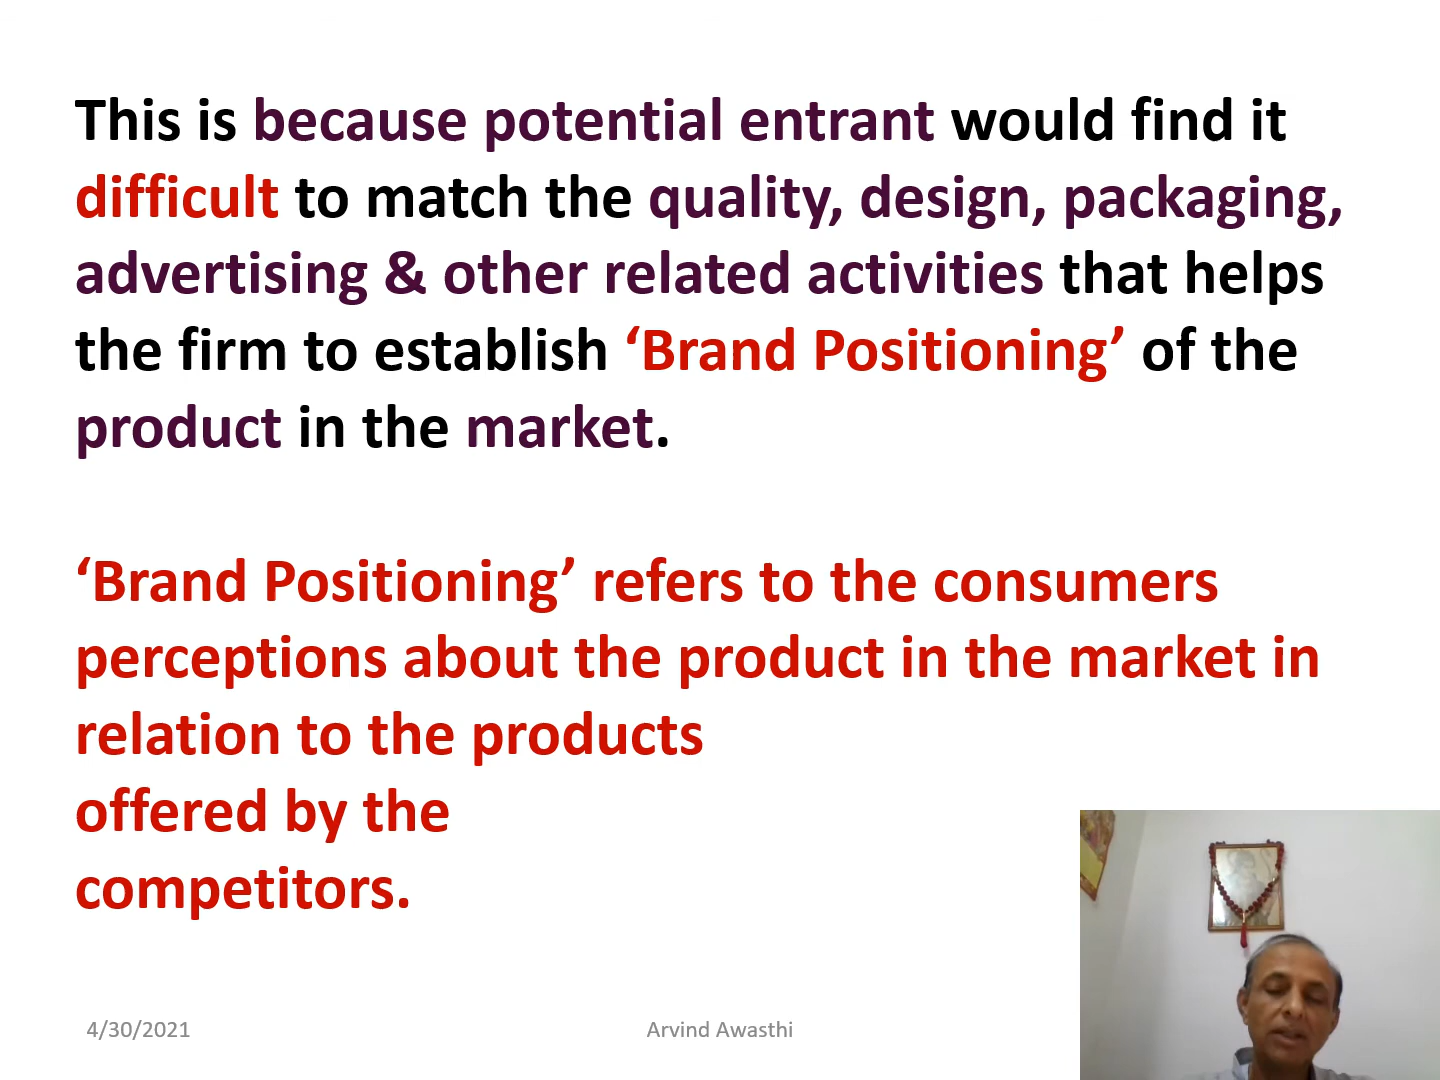 This is because potential entrant would find it
difficult to match the quality, design, packaging,
advertising & other related activities that helps
the firm to establish ‘Brand Positioning’ of the
product in the market.
‘Brand Positioning’ refers to the consumers
perceptions about the product in the market in
relation to the products
offered by the
competitors.
4/30/2021
Arvind Awasthi